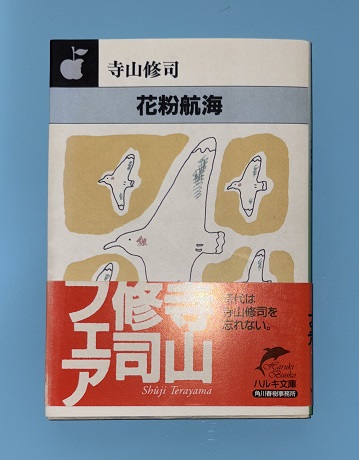 寺山修司
花粉航海
寺山
修司
フェア
Shūji Terayama
時代は
寺山修司を
忘れない。
Haruki
Bunko
ハルキ文庫
角川春樹事務所